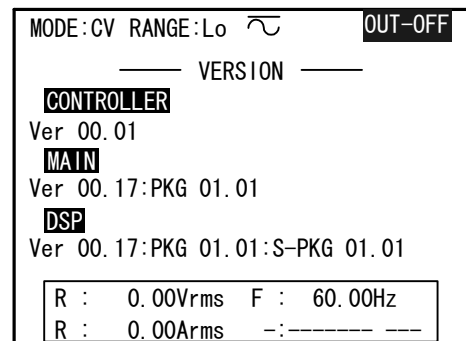 MODE:CV RANGE:Lo OUT-OFF
VERSION
CONTROLLER
Ver 00.01
MAIN
Ver 00.17:PKG 01.01
DSP
Ver 00.17:PKG 01.01:S-PKG 01.01
R : 0.00Vrms F : 60.00Hz
R : 0.00Arms -:------- ---